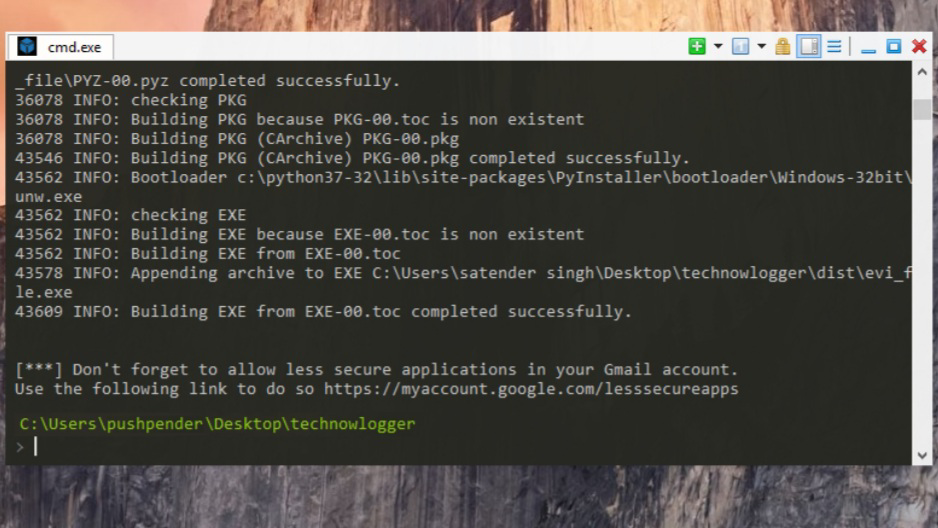 cmd.exe
_file\PYZ-00.pyz completed successfully.
36078 INFO: checking PKG
36078 INFO: Building PKG because PKG-00.toc is non existent
36078 INFO: Building PKG (CArchive) PKG-00.pkg
43546 INFO: Building PKG (CArchive) PKG-00.pkg completed successfully.
43562 INFO: Bootloader c:\python37-32\lib\site-packages\PyInstaller\bootloader\Windows-32bit\
unw.exe
43562 INFO: checking EXE
43562 INFO: Building EXE because EXE-00.toc is non existent
43562 INFO: Building EXE from EXE-00.toc
43578 INFO: Appending archive to EXE C:\Users\satender singh\Desktop\technowlogger\dist\evi_f
le.exe
43609 INFO: Building EXE from EXE-00.toc completed successfully.
[***] Don't forget to allow less secure applications in your Gmail account.
Use the following link to do so https://myaccount.google.com/lesssecureapps
C:\Users\pushpender\Desktop\technowlogger
>